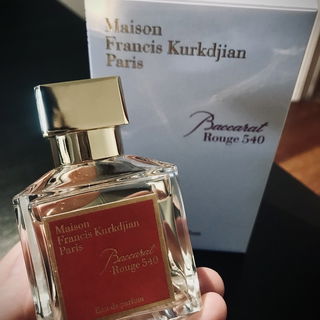 Maison
Francis Kurkdjian
Paris
Baccarat
Rouge 540
Maison
Francis Kurkdjian
Paris
Baccarat
Rouge 540
Eau de parfum